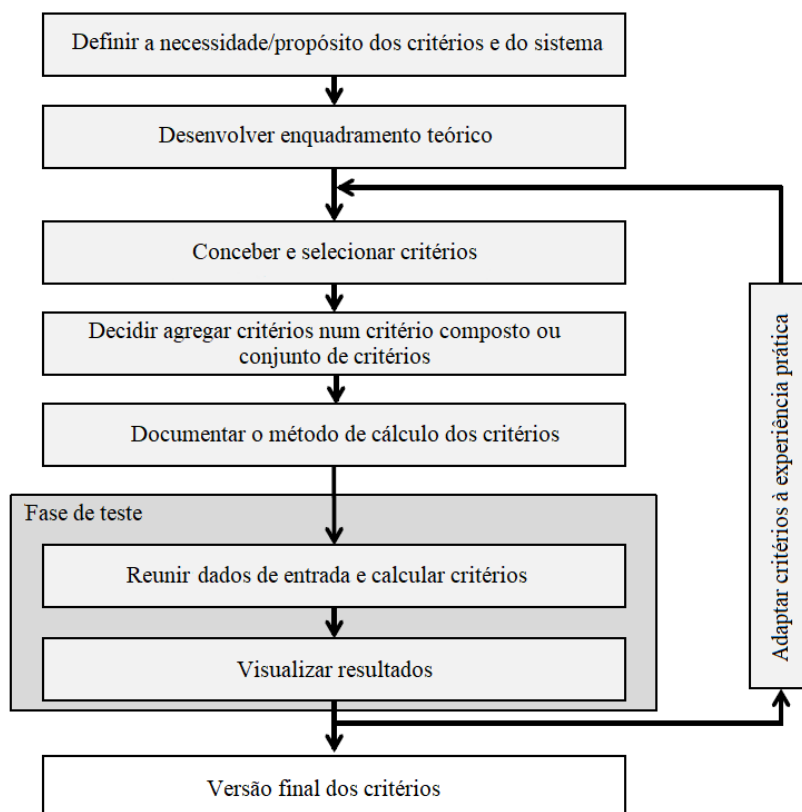 Definir a necessidade/propósito dos critérios e do sistema
Desenvolver enquadramento teórico
Conceber e selecionar critérios
Decidir agregar critérios num critério composto ou
conjunto de critérios
Documentar o método de cálculo dos critérios
Fase de teste
Reunir dados de entrada e calcular critérios
Visualizar resultados
Versão final dos critérios
Adaptar critérios à experiência prática